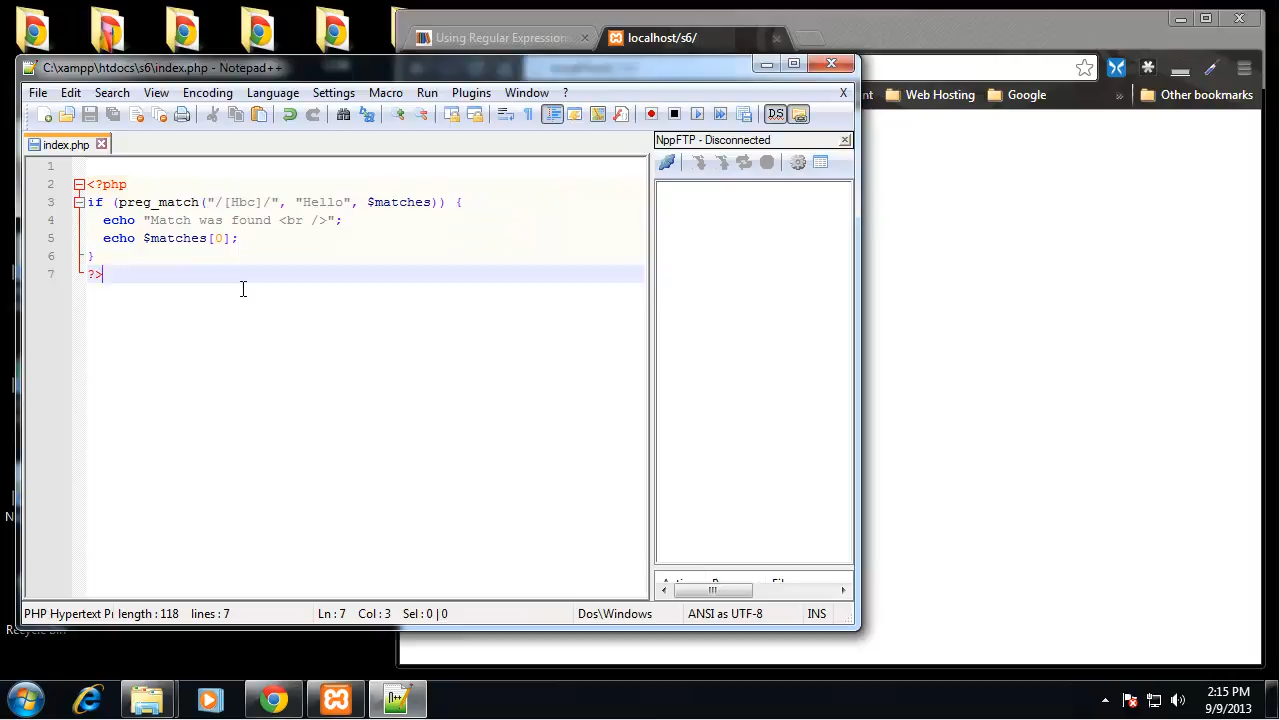 Using Regular Expression
localhost/s6/
C:\xampp\htdocs\s6\index.php - Notepad++
File Edit Search View Encoding Language Settings Macro Run Plugins Window ? X
Web Hosting Google » Other bookmarks
index.php
NppFTP - Disconnected
1
2 <?php
3 if (preg_match("/[Hbc]/", "Hello", $matches)) {
4 echo "Match was found <br />";
5 echo $matches[0];
6 }
7 ?>
PHP Hypertext Pr length : 118 lines : 7 Ln : 7 Col : 3 Sel : 0 | 0 Dos\Windows ANSI as UTF-8 INS
2:15 PM
9/9/2013